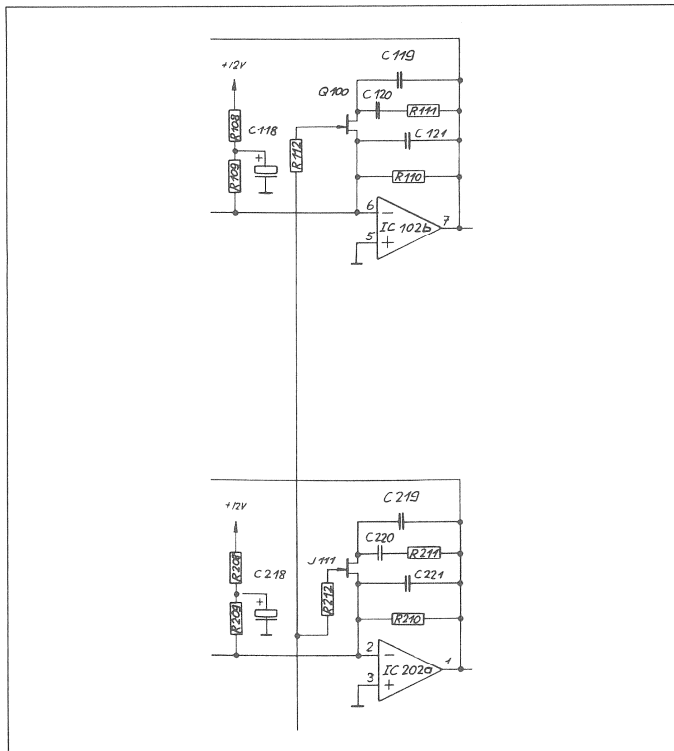 C119
+12V
Q100
C120
R111
R108
C118
C121
+
R112
R109
R110
6
−
7
IC 102b
5
+
C219
+12V
C220
R211
J111
R208
C218
C221
+
R212
R209
R210
2
−
1
IC 202a
3
+